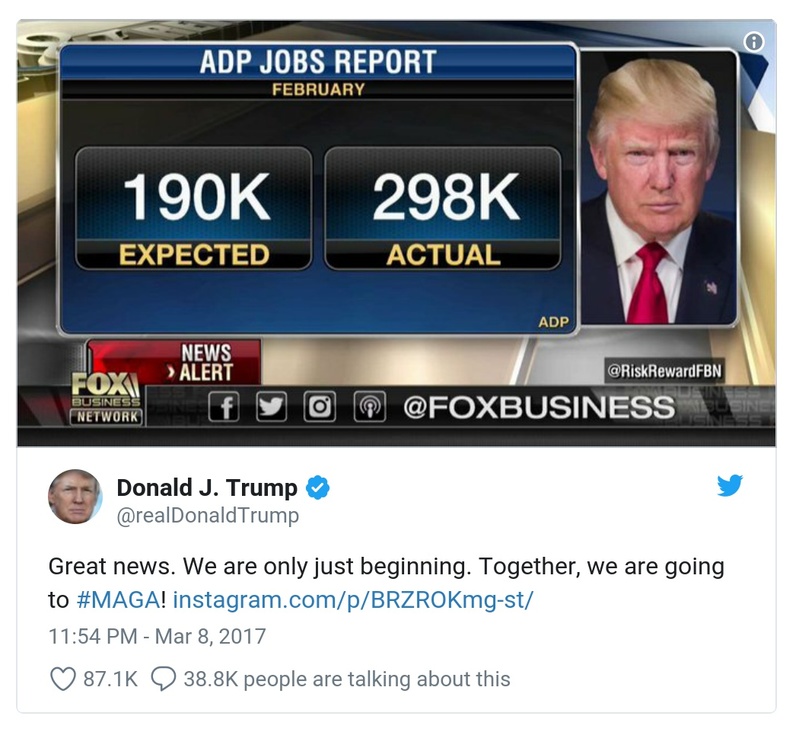 ADP JOBS REPORT
FEBRUARY
190K
EXPECTED
298K
ACTUAL
ADP
NEWS
› ALERT
@RiskRewardFBN
FOX
BUSINESS
NETWORK
@FOXBUSINESS
Donald J. Trump
@realDonaldTrump
Great news. We are only just beginning. Together, we are going
to #MAGA! instagram.com/p/BRZROKmg-st/
11:54 PM - Mar 8, 2017
87.1K 38.8K people are talking about this